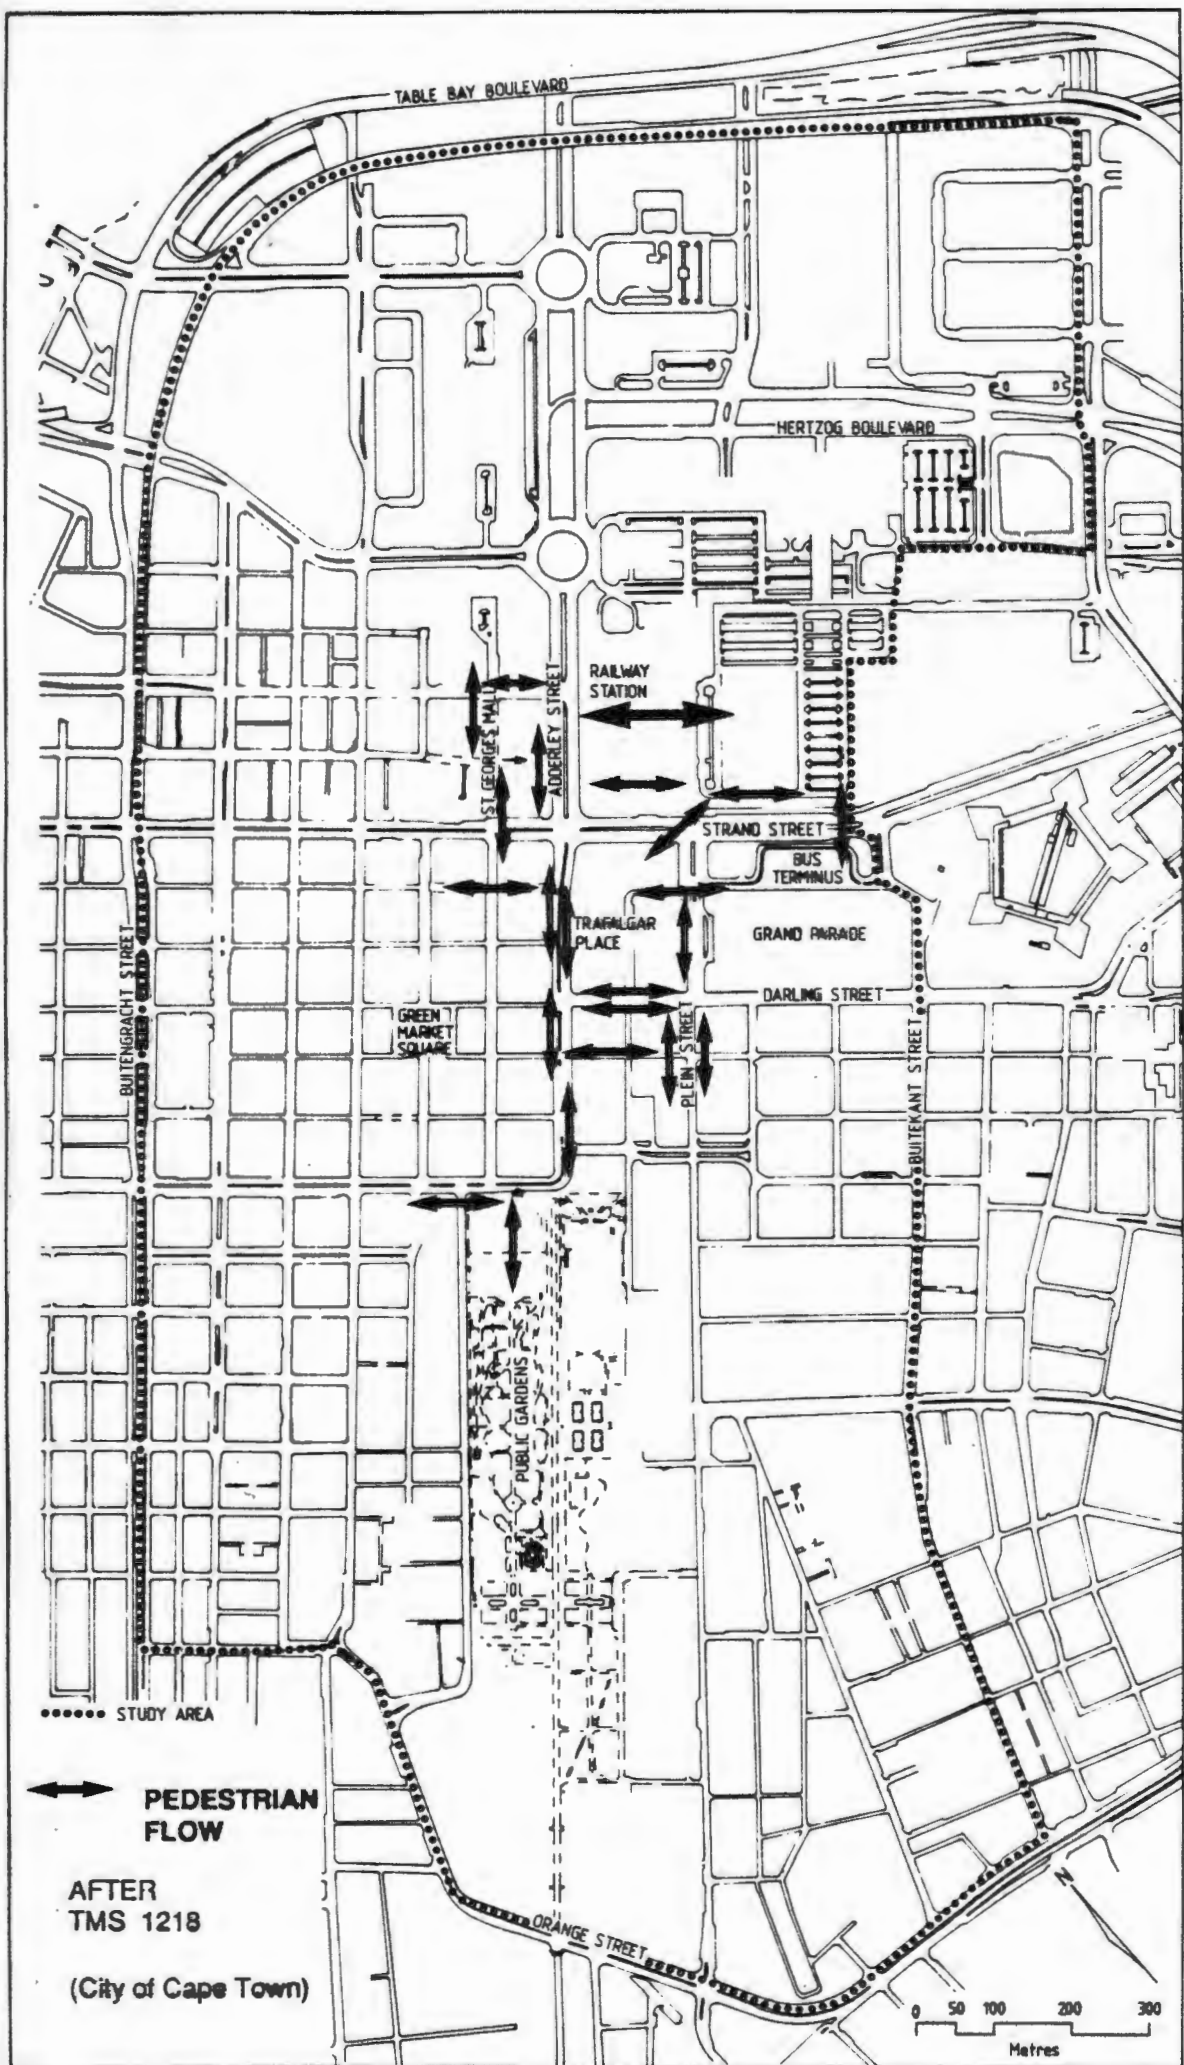 TABLE BAY BOULEVARD
HERTZOG BOULEVARD
RAILWAY
STATION
ST GEORGES MALL
ADDERLEY STREET
STRAND STREET
BUS
TERMINUS
TRAFALGAR
PLACE
GRAND PARADE
BUITENGRACHT STREET
DARLING STREET
GREEN
MARKET
SQUARE
PLEIN STREET
BUITEKANT STREET
PUBLIC GARDENS
STUDY AREA
PEDESTRIAN
FLOW
AFTER
TMS 1218
(City of Cape Town)
ORANGE STREET
N
0 50 100 200 300
Metres